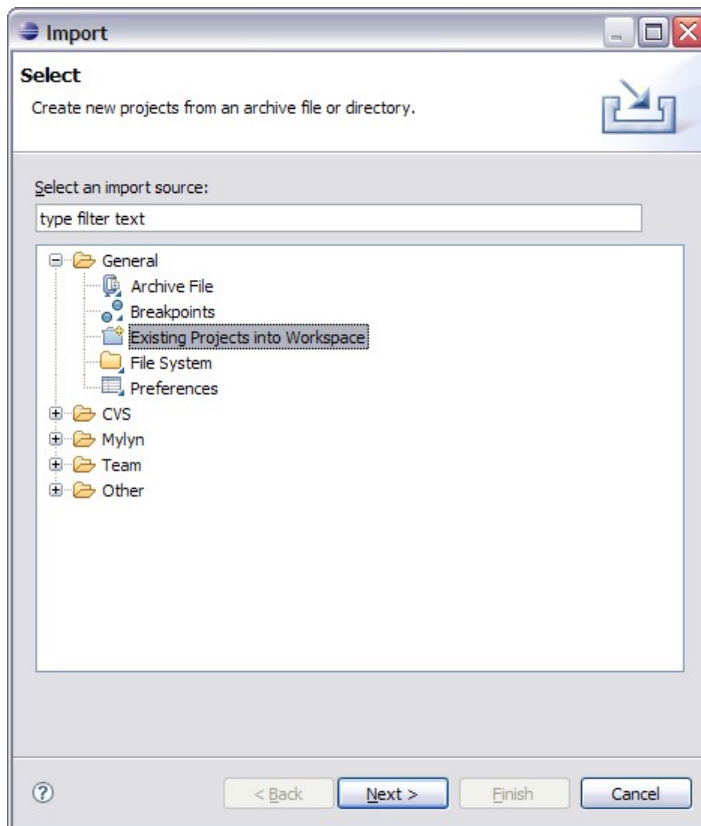 Import
Select
Create new projects from an archive file or directory.
Select an import source:
type filter text
General
Archive File
Breakpoints
Existing Projects into Workspace
File System
Preferences
CVS
Mylyn
Team
Other
? < Back Next > Finish Cancel